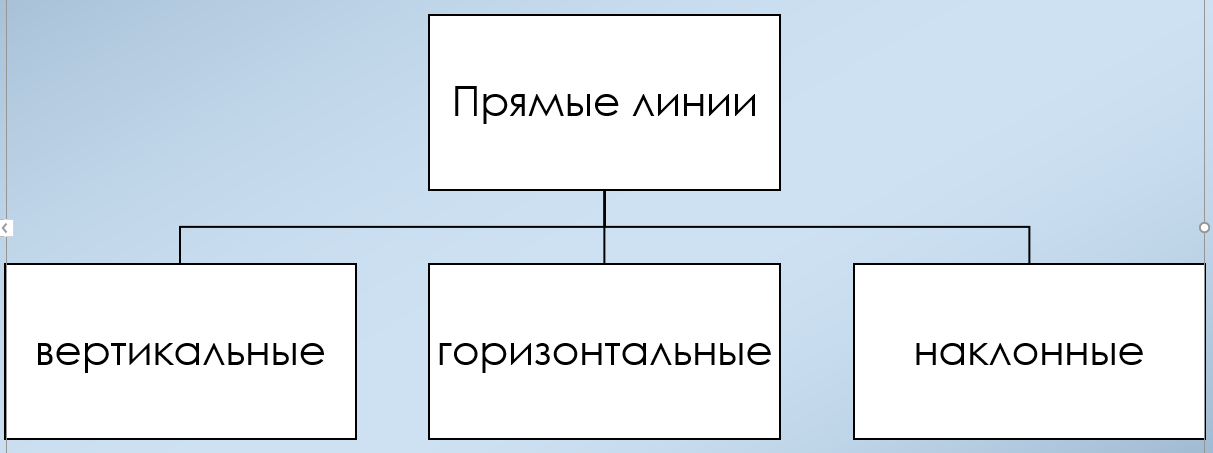 Прямые линии
вертикальные
горизонтальные
наклонные